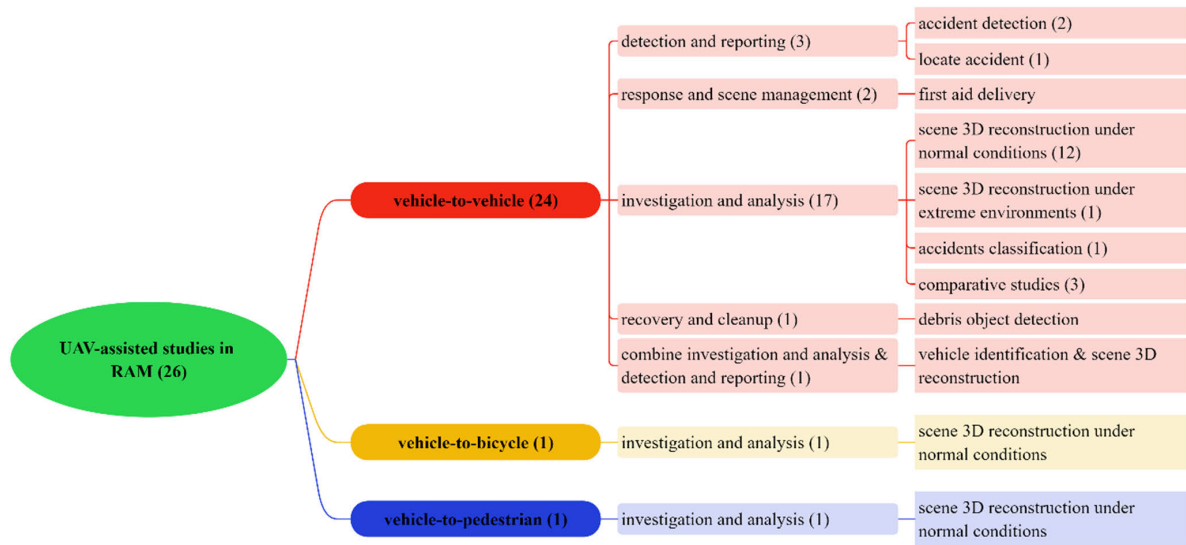 UAV-assisted studies in
RAM (26)
vehicle-to-vehicle (24)
detection and reporting (3)
accident detection (2)
locate accident (1)
response and scene management (2)
first aid delivery
investigation and analysis (17)
scene 3D reconstruction under
normal conditions (12)
scene 3D reconstruction under
extreme environments (1)
accidents classification (1)
comparative studies (3)
recovery and cleanup (1)
debris object detection
combine investigation and analysis &
detection and reporting (1)
vehicle identification & scene 3D
reconstruction
vehicle-to-bicycle (1)
investigation and analysis (1)
scene 3D reconstruction under
normal conditions
vehicle-to-pedestrian (1)
investigation and analysis (1)
scene 3D reconstruction under
normal conditions